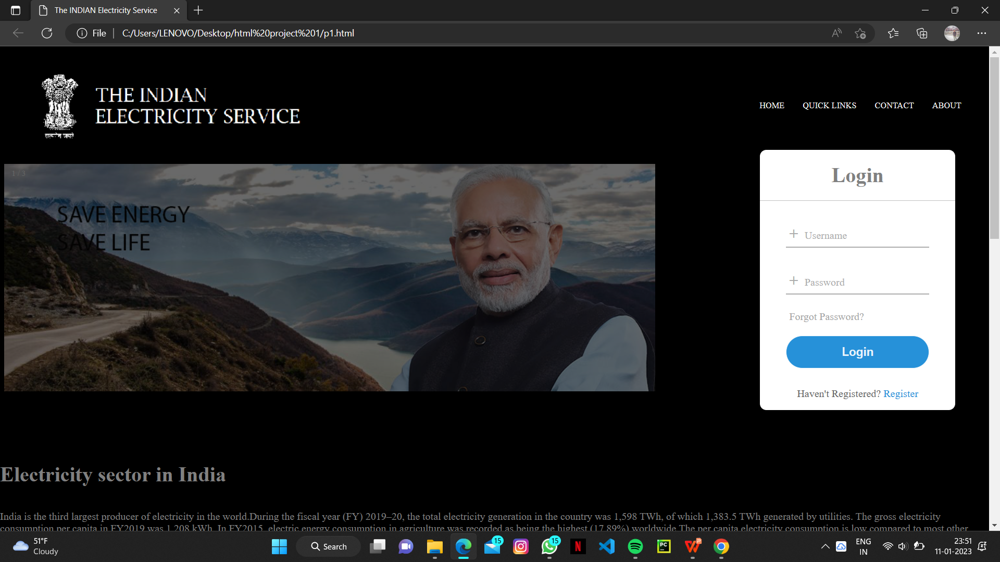 The INDIAN Electricity Service
File
C:/Users/LENOVO/Desktop/html%20project%201/p1.html
सत्यमेव जयते
THE INDIAN
ELECTRICITY SERVICE
HOME QUICK LINKS CONTACT ABOUT
1 / 3
SAVE ENERGY
SAVE LIFE
Login
Username
Password
Forgot Password?
Login
Haven't Registered? Register
Electricity sector in India
India is the third largest producer of electricity in the world.During the fiscal year (FY) 2019–20, the total electricity generation in the country was 1,598 TWh, of which 1,383.5 TWh generated by utilities. The gross electricity
consumption per capita in FY2019 was 1,208 kWh. In FY2015, electric energy consumption in agriculture was recorded as being the highest (17.89%) worldwide.The per capita electricity consumption is low compared to most other
51°F
Cloudy
Search
15
15
N
PC
W
P
ENG
IN
23:51
11-01-2023